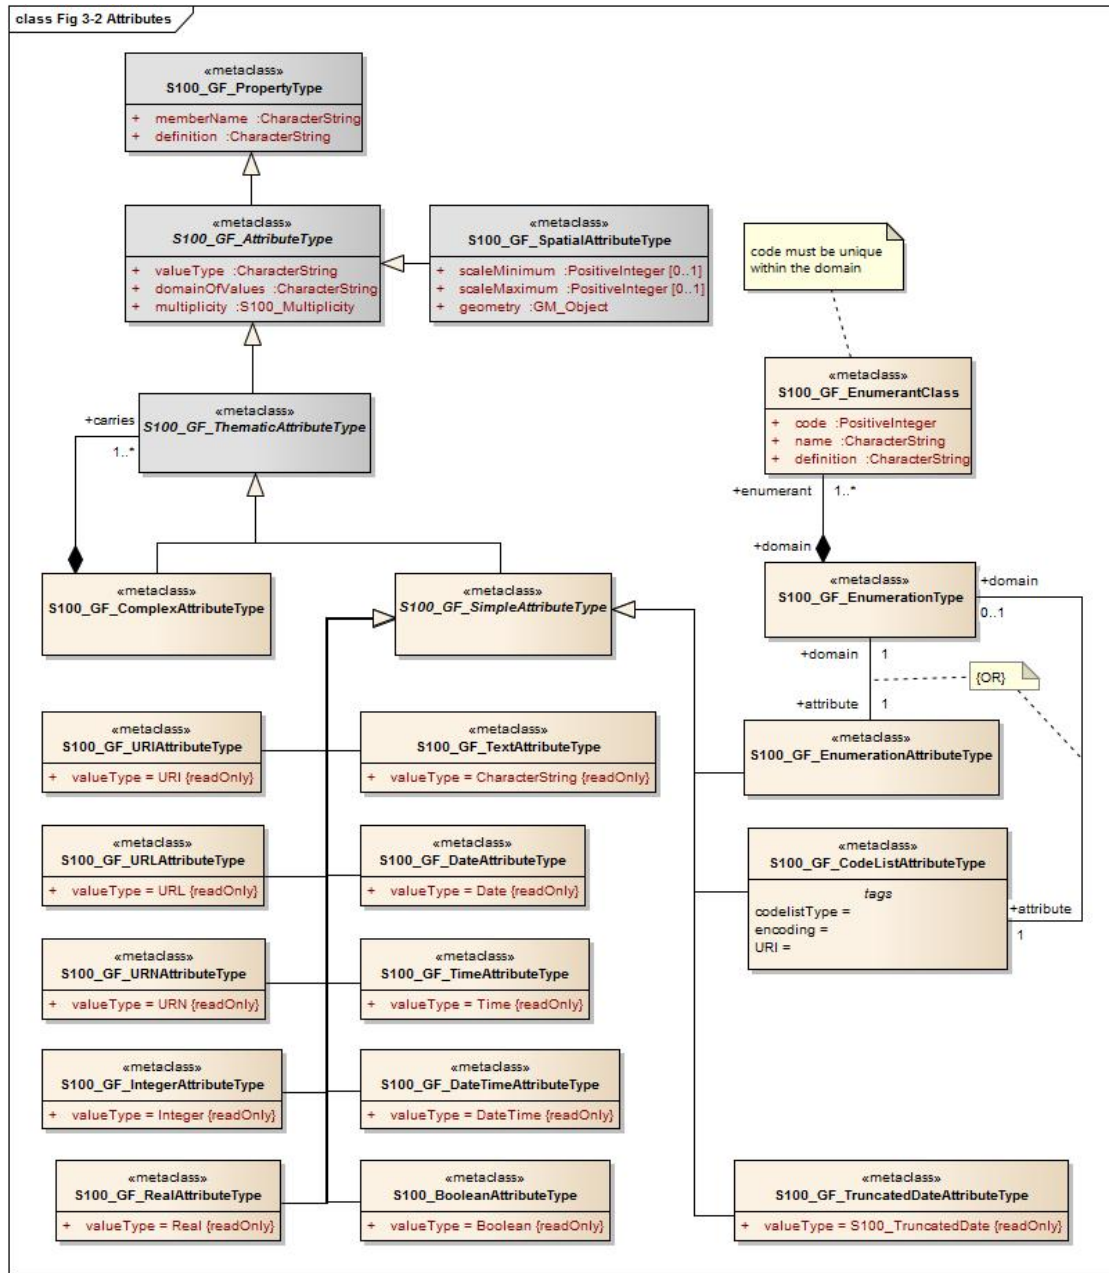 class Fig 3-2 Attributes
«metaclass»
S100_GF_PropertyType
+ memberName :CharacterString
+ definition :CharacterString
«metaclass»
S100_GF_AttributeType
+ valueType :CharacterString
+ domainOfValues :CharacterString
+ multiplicity :S100_Multiplicity
«metaclass»
S100_GF_SpatialAttributeType
+ scaleMinimum :PositiveInteger [0..1]
+ scaleMaximum :PositiveInteger [0..1]
+ geometry :GM_Object
code must be unique
within the domain
«metaclass»
S100_GF_EnumerantClass
+ code :PositiveInteger
+ name :CharacterString
+ definition :CharacterString
+carries
1..*
«metaclass»
S100_GF_ThematicAttributeType
+enumerant
1..*
+domain
«metaclass»
S100_GF_ComplexAttributeType
«metaclass»
S100_GF_SimpleAttributeType
«metaclass»
S100_GF_EnumerationType
+domain
0..1
+domain
1
{OR}
+attribute
1
«metaclass»
S100_GF_URIAttributeType
+ valueType = URI {readOnly}
«metaclass»
S100_GF_TextAttributeType
+ valueType = CharacterString {readOnly}
«metaclass»
S100_GF_EnumerationAttributeType
«metaclass»
S100_GF_URLAttributeType
+ valueType = URL {readOnly}
«metaclass»
S100_GF_DateAttributeType
+ valueType = Date {readOnly}
«metaclass»
S100_GF_CodeListAttributeType
tags
codelistType =
encoding =
URI =
+attribute
1
«metaclass»
S100_GF_URNAttributeType
+ valueType = URN {readOnly}
«metaclass»
S100_GF_TimeAttributeType
+ valueType = Time {readOnly}
«metaclass»
S100_GF_IntegerAttributeType
+ valueType = Integer {readOnly}
«metaclass»
S100_GF_DateTimeAttributeType
+ valueType = DateTime {readOnly}
«metaclass»
S100_GF_RealAttributeType
+ valueType = Real {readOnly}
«metaclass»
S100_BooleanAttributeType
+ valueType = Boolean {readOnly}
«metaclass»
S100_GF_TruncatedDateAttributeType
+ valueType = S100_TruncatedDate {readOnly}